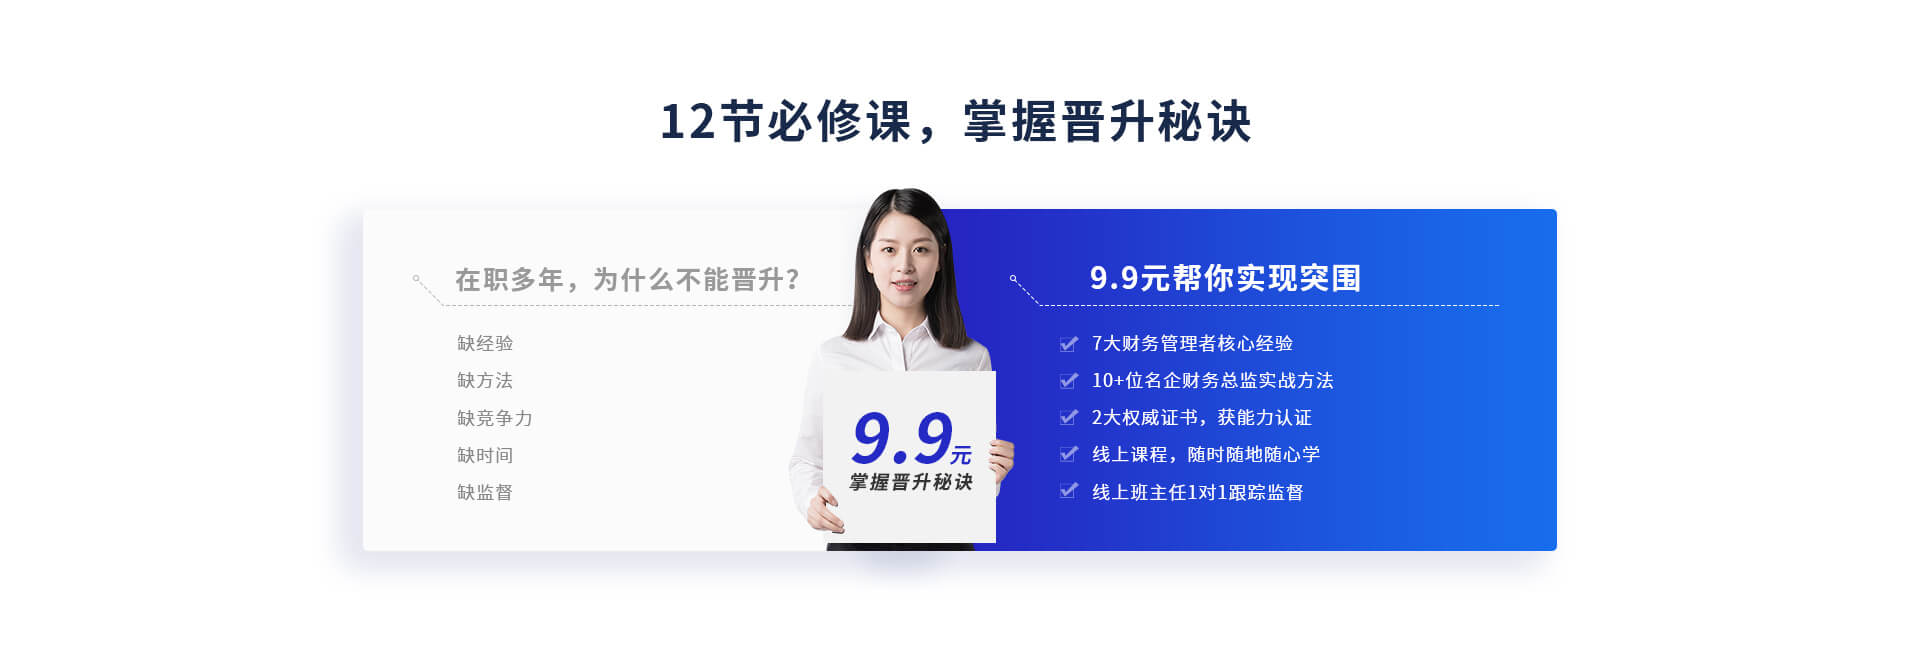 12节必修课，掌握晋升秘诀
在职多年，为什么不能晋升？
缺经验
缺方法
缺竞争力
缺时间
缺监督
9.9元
掌握晋升秘诀
9.9元帮你实现突围
7大财务管理者核心经验
10+位名企财务总监实战方法
2大权威证书，获能力认证
线上课程，随时随地随心学
线上班主任1对1跟踪监督